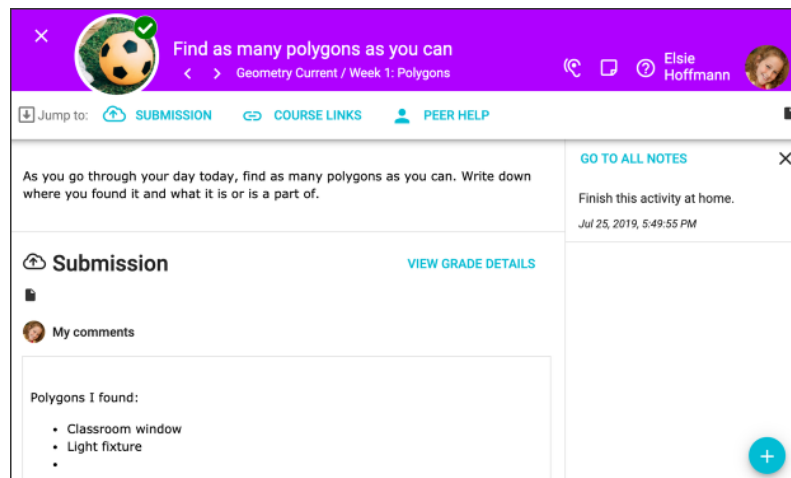 Find as many polygons as you can
Geometry Current / Week 1: Polygons
Elsie
Hoffmann
Jump to:
SUBMISSION
COURSE LINKS
PEER HELP
As you go through your day today, find as many polygons as you can. Write down
where you found it and what it is or is a part of.
Submission
VIEW GRADE DETAILS
My comments
Polygons I found:
• Classroom window
• Light fixture
•
GO TO ALL NOTES
Finish this activity at home.
Jul 25, 2019, 5:49:55 PM